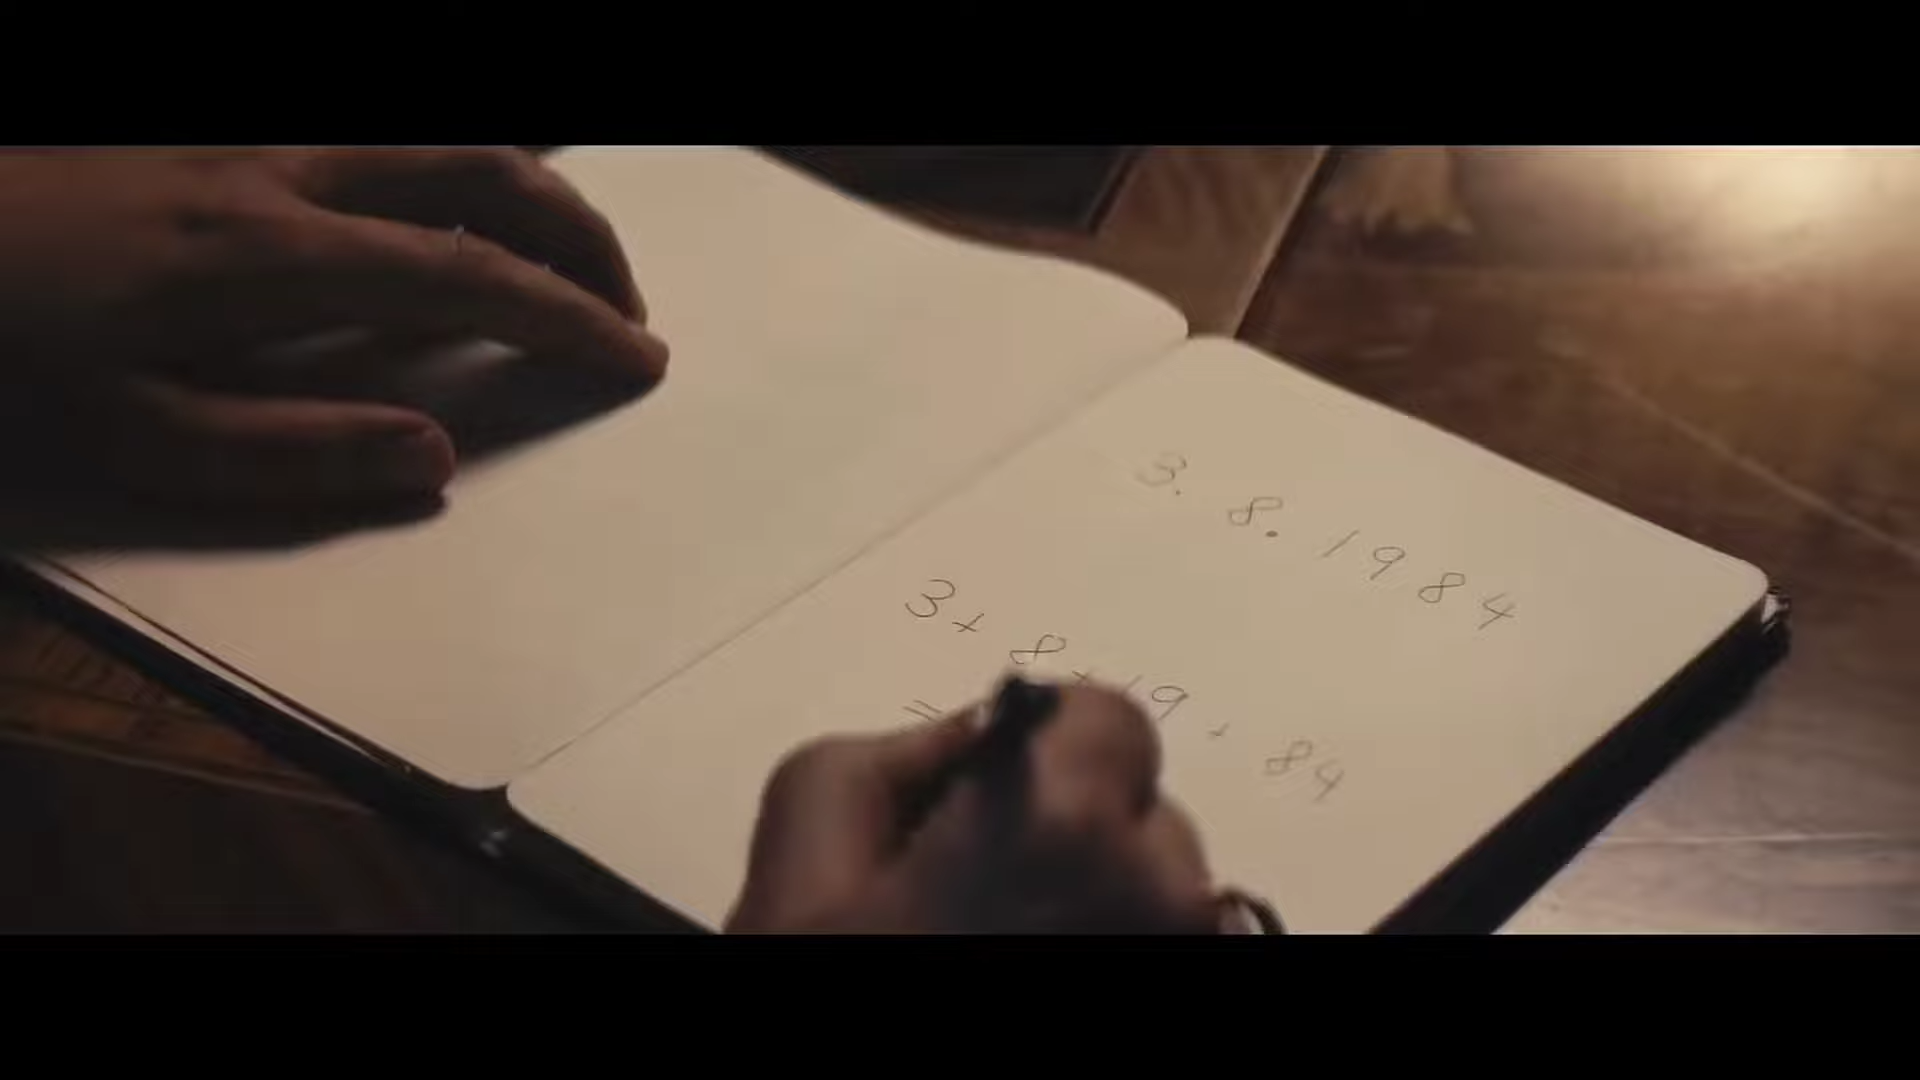 3. 8. 1984
3 + 8 + 19 + 84
=